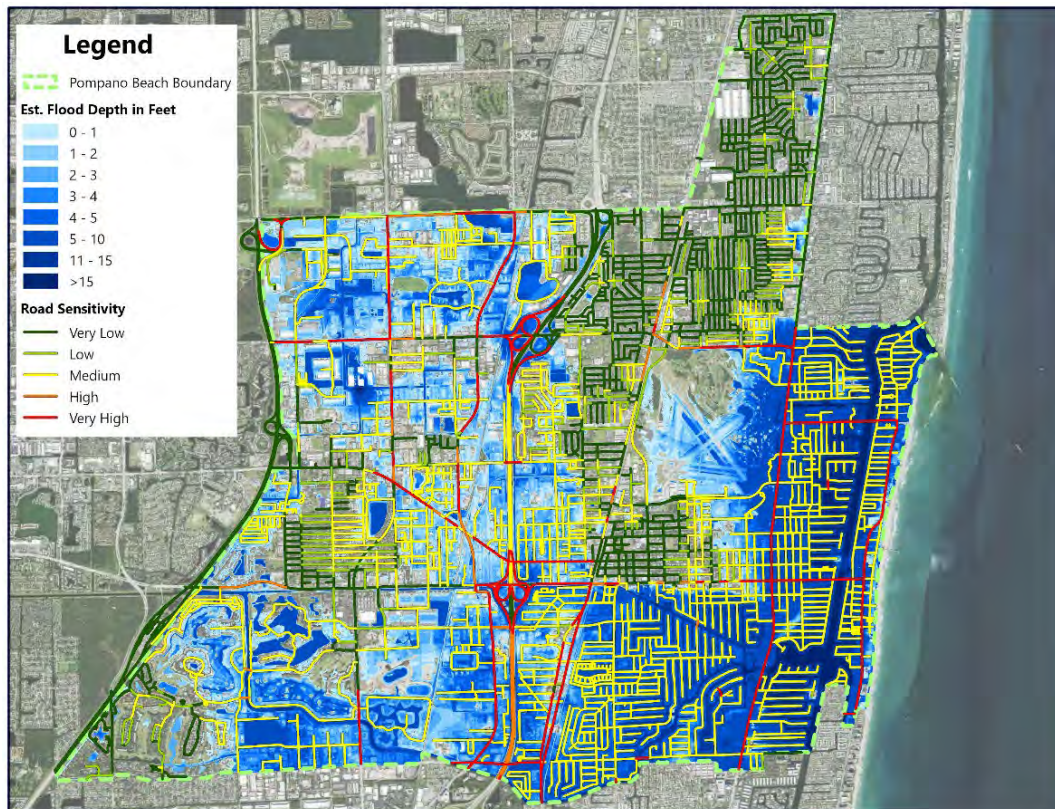 Legend
Pompano Beach Boundary
Est. Flood Depth in Feet
0 - 1
1 - 2
2 - 3
3 - 4
4 - 5
5 - 10
11 - 15
>15
Road Sensitivity
Very Low
Low
Medium
High
Very High